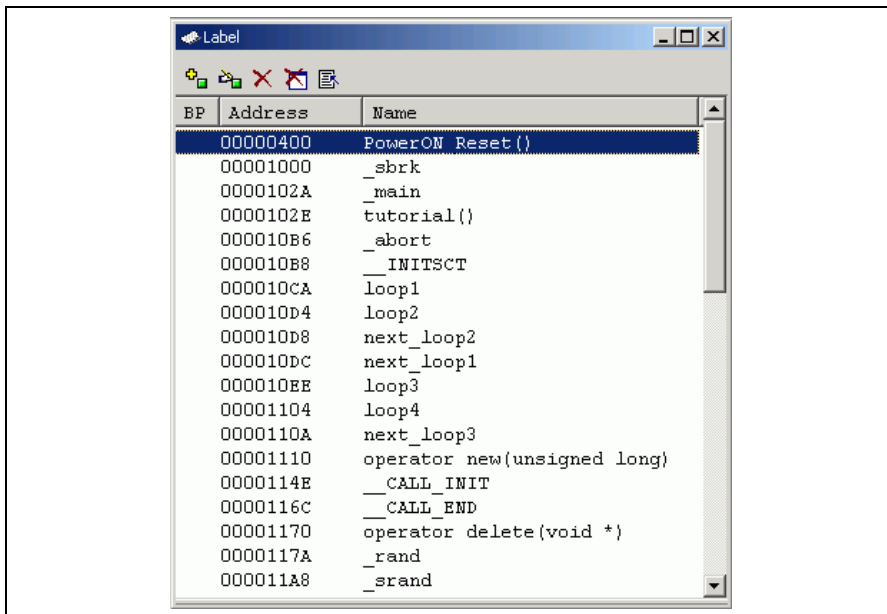 Label
BP Address Name
00000400 PowerON Reset()
00001000 _sbrk
0000102A _main
0000102E tutorial()
000010B6 _abort
000010B8 __INITSCT
000010CA loop1
000010D4 loop2
000010D8 next_loop2
000010DC next_loop1
000010EE loop3
00001104 loop4
0000110A next_loop3
00001110 operator new(unsigned long)
0000114E __CALL_INIT
0000116C __CALL_END
00001170 operator delete(void *)
0000117A _rand
000011A8 _srand